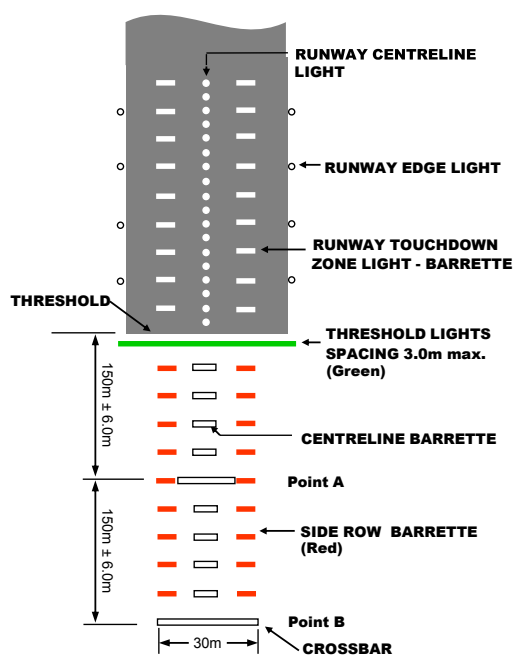 RUNWAY CENTRELINE
LIGHT
RUNWAY EDGE LIGHT
RUNWAY TOUCHDOWN
ZONE LIGHT - BARRETTE
THRESHOLD
THRESHOLD LIGHTS
SPACING 3.0m max.
(Green)
150m ± 6.0m
CENTRELINE BARRETTE
Point A
150m ± 6.0m
SIDE ROW BARRETTE
(Red)
Point B
30m
CROSSBAR